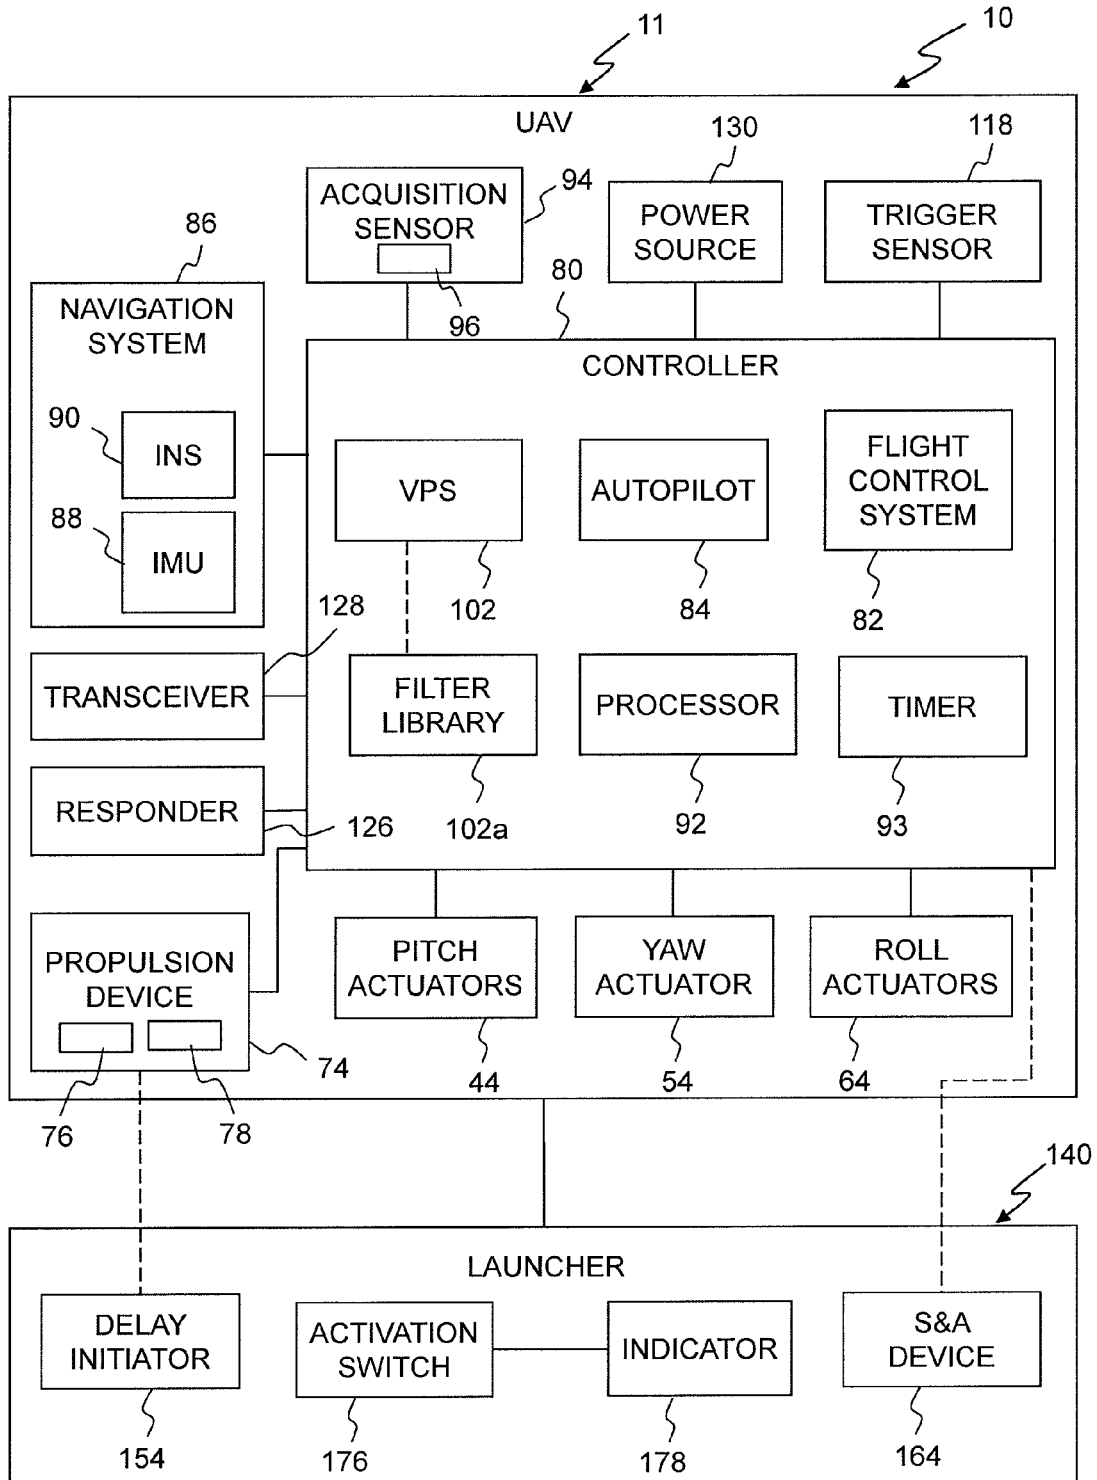 11
10
UAV
130
118
ACQUISITION
SENSOR
94
POWER
SOURCE
TRIGGER
SENSOR
86
96
80
NAVIGATION
SYSTEM
CONTROLLER
90
INS
VPS
AUTOPILOT
FLIGHT
CONTROL
SYSTEM
88
IMU
102
84
82
128
TRANSCEIVER
FILTER
LIBRARY
PROCESSOR
TIMER
RESPONDER
126
102a
92
93
PROPULSION
DEVICE
PITCH
ACTUATORS
YAW
ACTUATOR
ROLL
ACTUATORS
74
44
54
64
76
78
140
LAUNCHER
DELAY
INITIATOR
ACTIVATION
SWITCH
INDICATOR
S&A
DEVICE
154
176
178
164